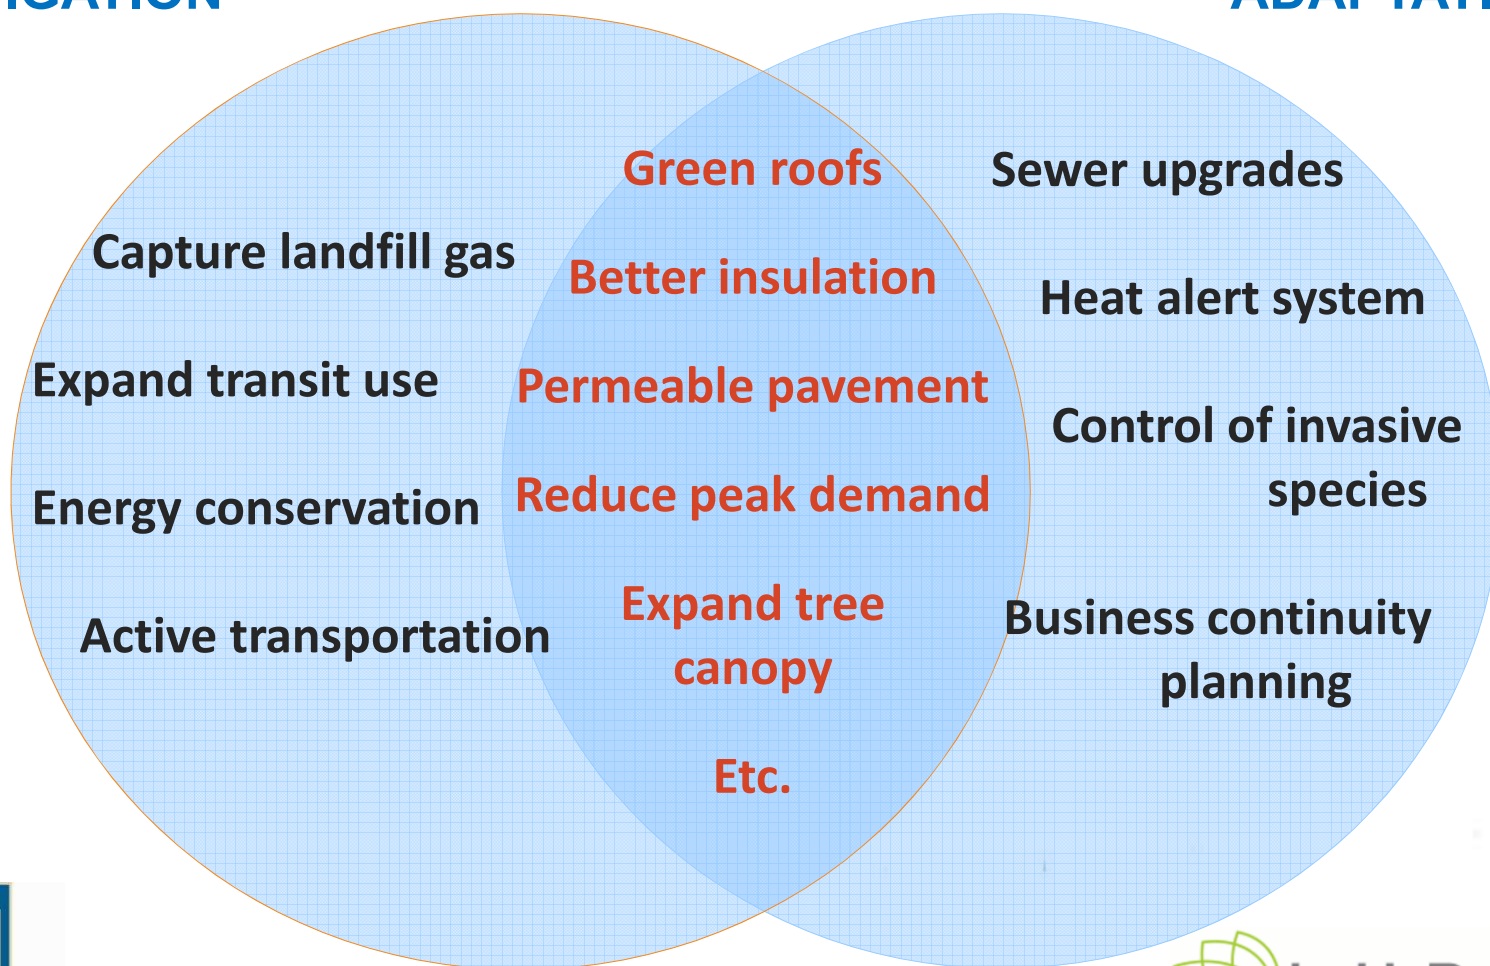 Capture landfill gas
Expand transit use
Energy conservation
Active transportation
Green roofs
Better insulation
Permeable pavement
Reduce peak demand
Expand tree
canopy
Etc.
Sewer upgrades
Heat alert system
Control of invasive
species
Business continuity
planning